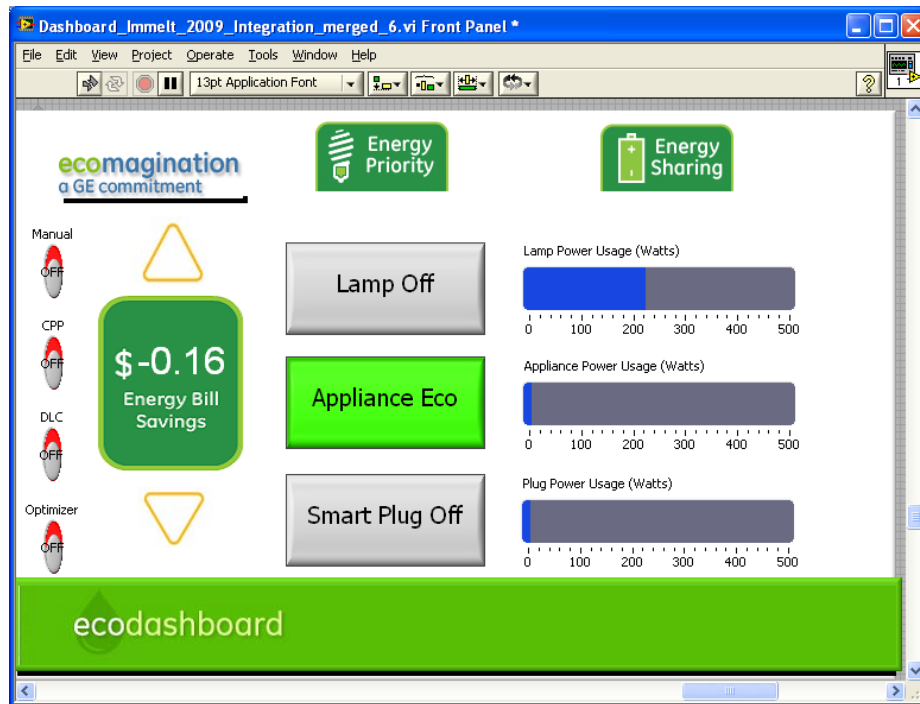 Dashboard_Immelt_2009_Integration_merged_6.vi Front Panel *
File Edit View Project Operate Tools Window Help
13pt Application Font
?
1
ecomagination
a GE commitment
Energy
Priority
Energy
Sharing
Manual
OFF
CPP
OFF
DLC
OFF
Optimizer
OFF
$-0.16
Energy Bill
Savings
Lamp Off
Appliance Eco
Smart Plug Off
Lamp Power Usage (Watts)
0 100 200 300 400 500
Appliance Power Usage (Watts)
0 100 200 300 400 500
Plug Power Usage (Watts)
0 100 200 300 400 500
ecodashboard